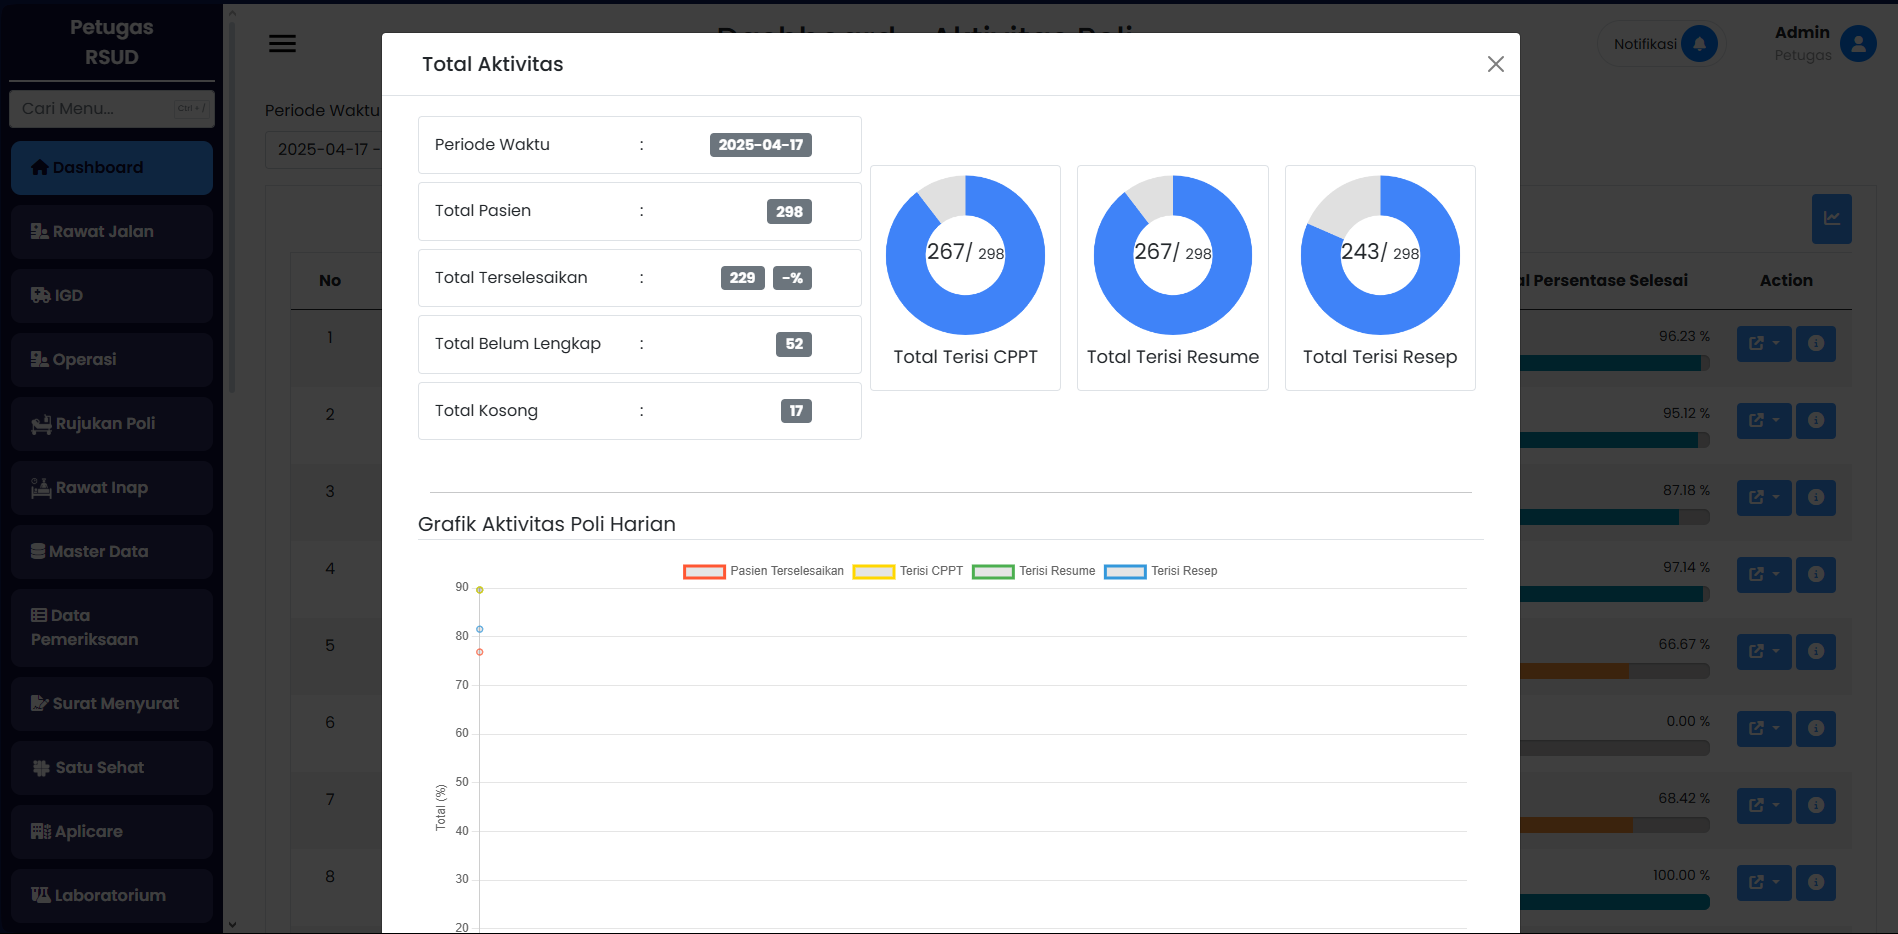 Petugas
RSUD
Cari Menu...
Ctrl + /
Dashboard
Rawat Jalan
IGD
Operasi
Rujukan Poli
Rawat Inap
Master Data
Data
Pemeriksaan
Surat Menyurat
Satu Sehat
Aplicare
Laboratorium
Dashboard - Aktivitas Poli
Notifikasi
Admin
Petugas
Periode Waktu
2025-04-17 -
No
1
2
3
4
5
6
7
8
Total Aktivitas
Periode Waktu : 2025-04-17
Total Pasien : 298
Total Terselesaikan : 229 -%
Total Belum Lengkap : 52
Total Kosong : 17
267/ 298
Total Terisi CPPT
267/ 298
Total Terisi Resume
243/ 298
Total Terisi Resep
Grafik Aktivitas Poli Harian
Pasien Terselesaikan Terisi CPPT Terisi Resume Terisi Resep
Total (%)
90
80
70
60
50
40
30
20
Persentase Selesai
Action
96.23 %
95.12 %
87.18 %
97.14 %
66.67 %
0.00 %
68.42 %
100.00 %